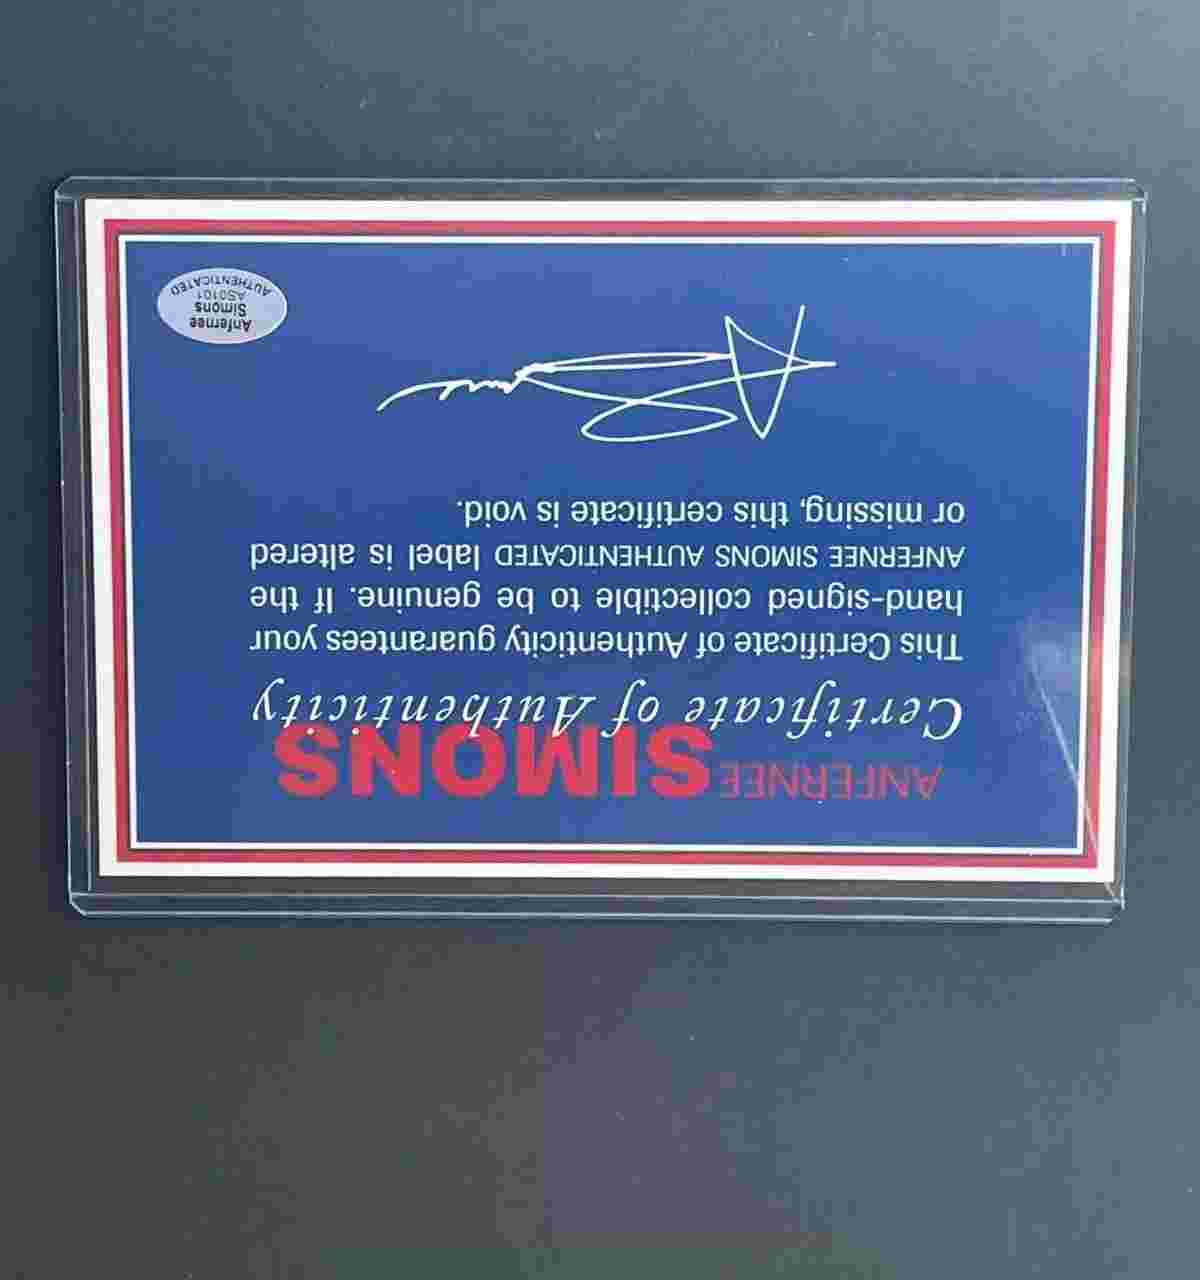 ANFERNEE SIMONS
Certificate of Authenticity
This Certificate of Authenticity guarantees your
hand-signed collectible to be genuine. If the
ANFERNEE SIMONS AUTHENTICATED label is altered
or missing, this certificate is void.
Anfernee
Simons
AS0101
AUTHENTICATED